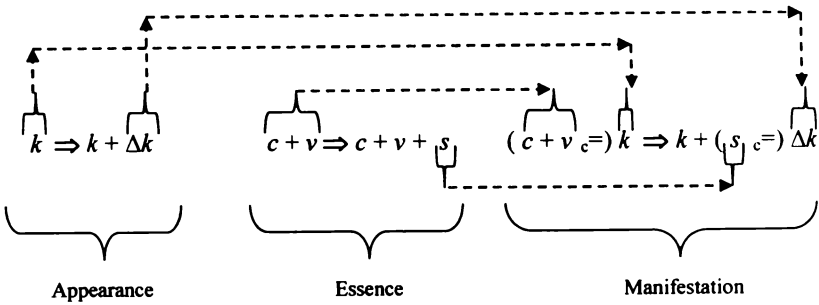 k ⇒ k + Δk c + v ⇒ c + v + s ( c + v c=) k ⇒ k + ( s c=) Δk
Appearance Essence Manifestation